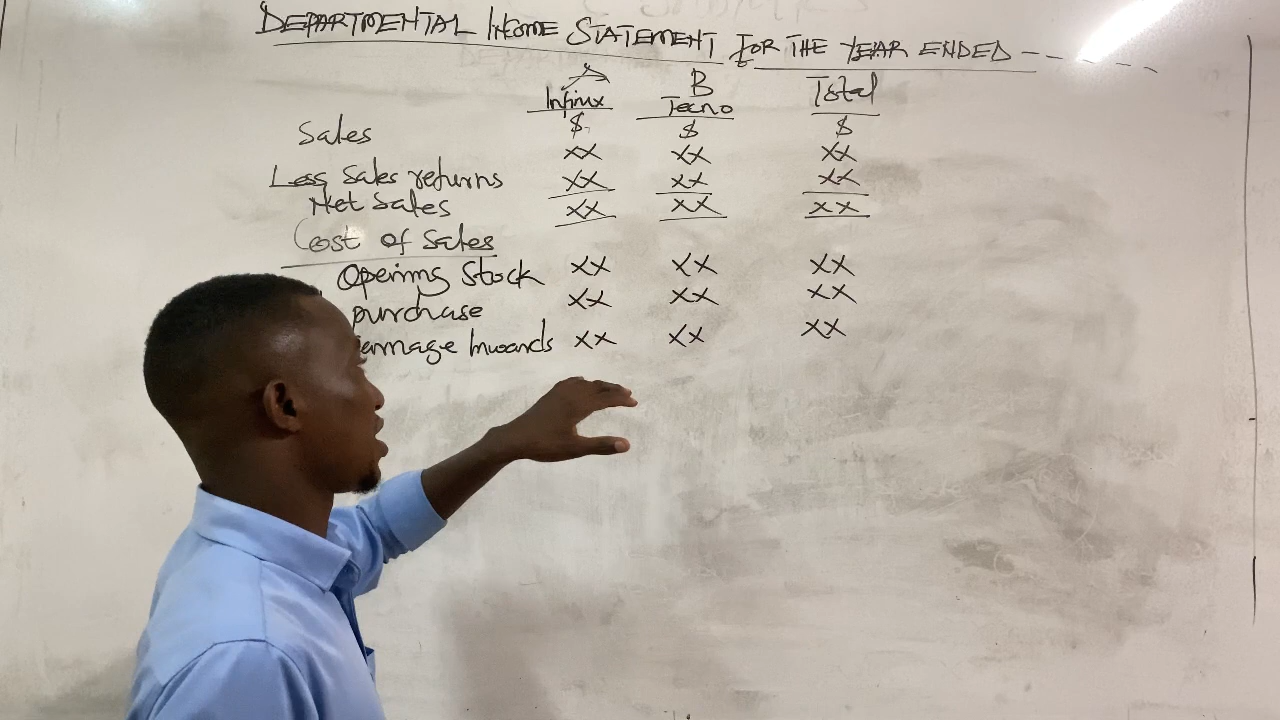 DEPARTMENTAL INCOME STATEMENT FOR THE YEAR ENDED
A B Total
Infinix Tecno
$ $ $
Sales XX XX XX
Less Sales returns XX XX XX
Net Sales XX XX XX
Cost of Sales
Opening Stock XX XX XX
purchase XX XX XX
Inwards XX XX XX